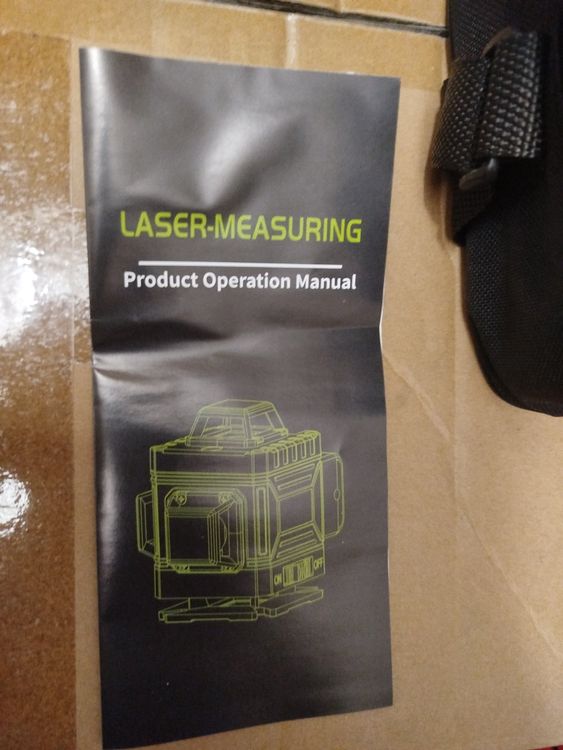 LASER-MEASURING
Product Operation Manual
ON OFF